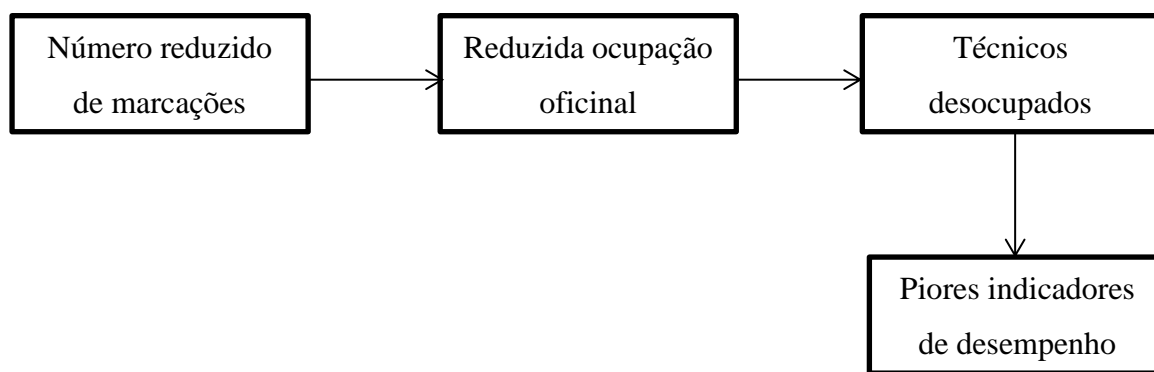 Número reduzido
de marcações
Reduzida ocupação
oficinal
Técnicos
desocupados
Piores indicadores
de desempenho